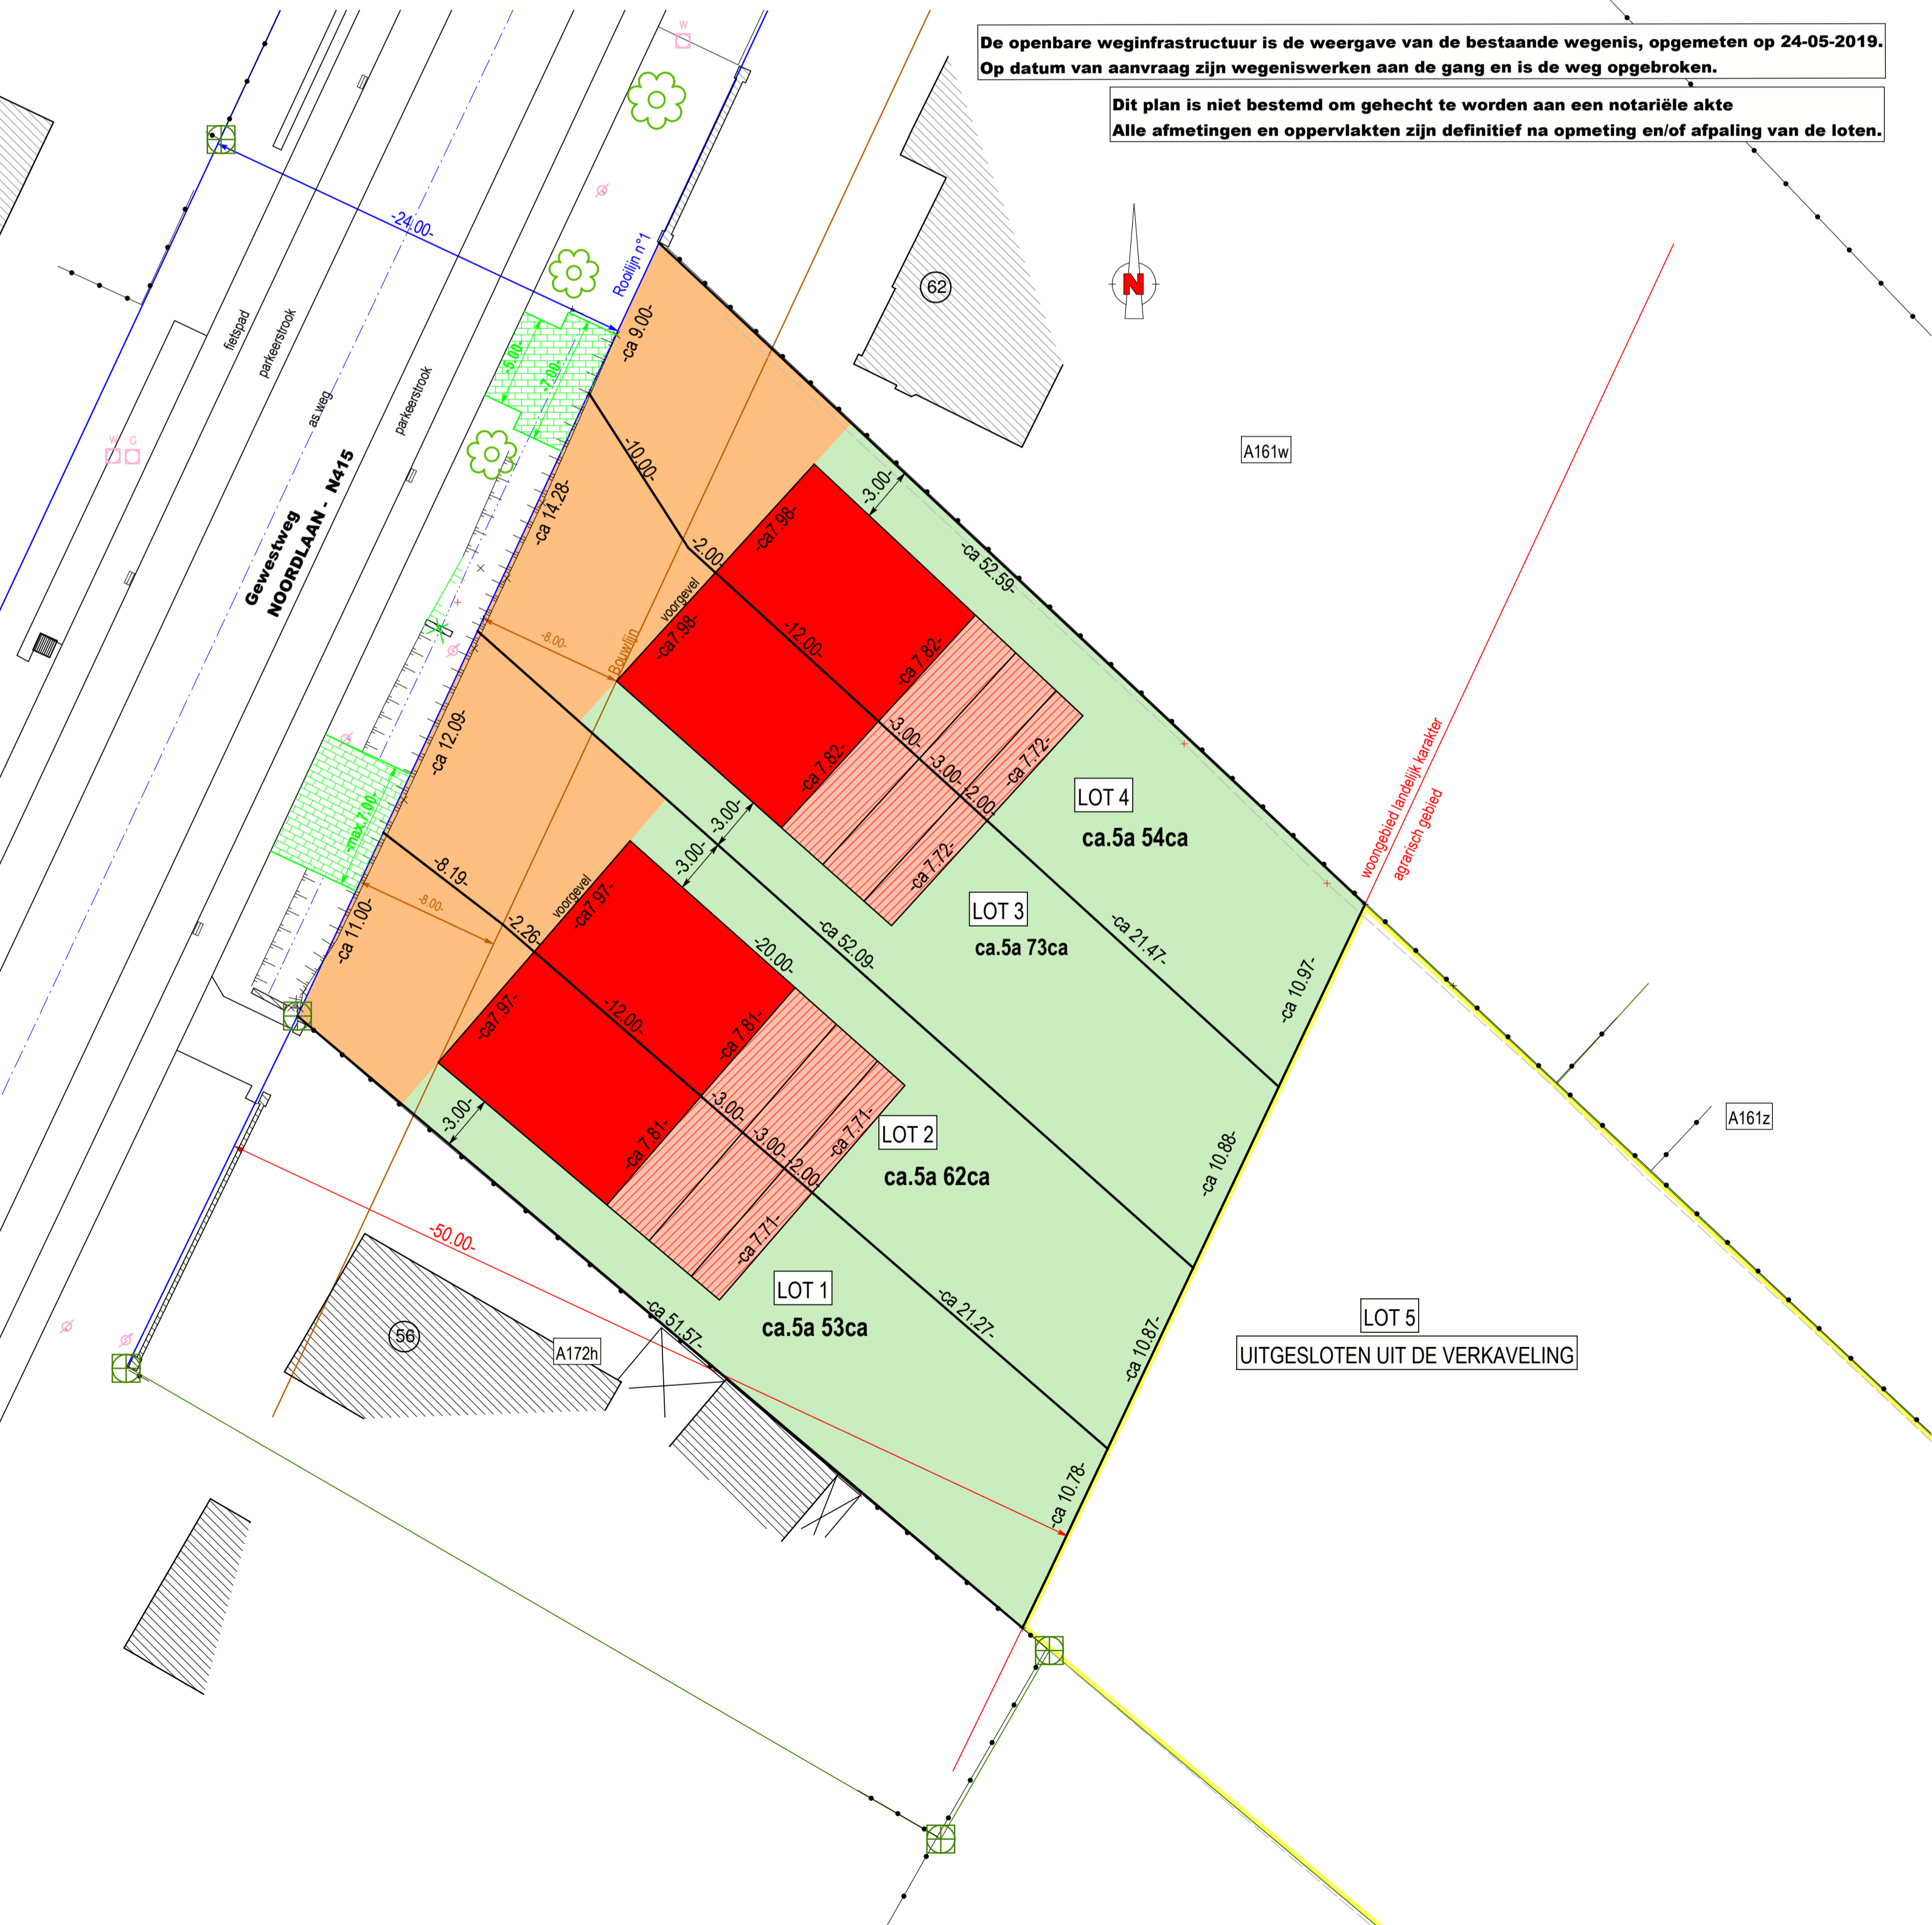 De openbare weginfrastructuur is de weergave van de bestaande wegenis, opgemeten op 24-05-2019.
Op datum van aanvraag zijn wegeniswerken aan de gang en is de weg opgebroken.
Dit plan is niet bestemd om gehecht te worden aan een notariële akte
Alle afmetingen en oppervlakten zijn definitief na opmeting en/of afpaling van de loten.
W
-24.00-
Rooilijn n°1
62
N
fietspad
parkeerstrook
as.weg
parkeerstrook
Gewestweg
NOORDLAAN - N415
W G
-5.00-
-7.00-
-ca 9.00-
-10.00-
-ca 14.28-
-2.00-
voorgevel
-ca7.98-
-ca7.98-
-3.00-
-ca 52.59-
A161w
-8.00-
Bouwlijn
-12.00-
-ca 7.82-
-ca 7.82-
-3.00-
-3.00-
-2.00-
-ca 7.72-
-ca 7.72-
LOT 4
ca.5a 54ca
LOT 3
ca.5a 73ca
woongebied landelijk karakter
agrarisch gebied
-ca 12.09-
-max.7.00-
-8.19-
-8.00-
-ca 11.00-
-2.26-
voorgevel
-ca7.97-
-ca7.97-
-3.00-
-3.00-
-20.00-
-ca 52.09-
-ca 21.47-
-ca 10.97-
-12.00-
-ca 7.81-
-ca 7.81-
-3.00-
-3.00-
-3.00-
-2.00-
-ca 7.71-
-ca 7.71-
LOT 2
ca.5a 62ca
-ca 10.88-
A161z
-50.00-
56
A172h
-ca 51.57-
LOT 1
ca.5a 53ca
-ca 21.27-
-ca 10.87-
-ca 10.78-
LOT 5
UITGESLOTEN UIT DE VERKAVELING